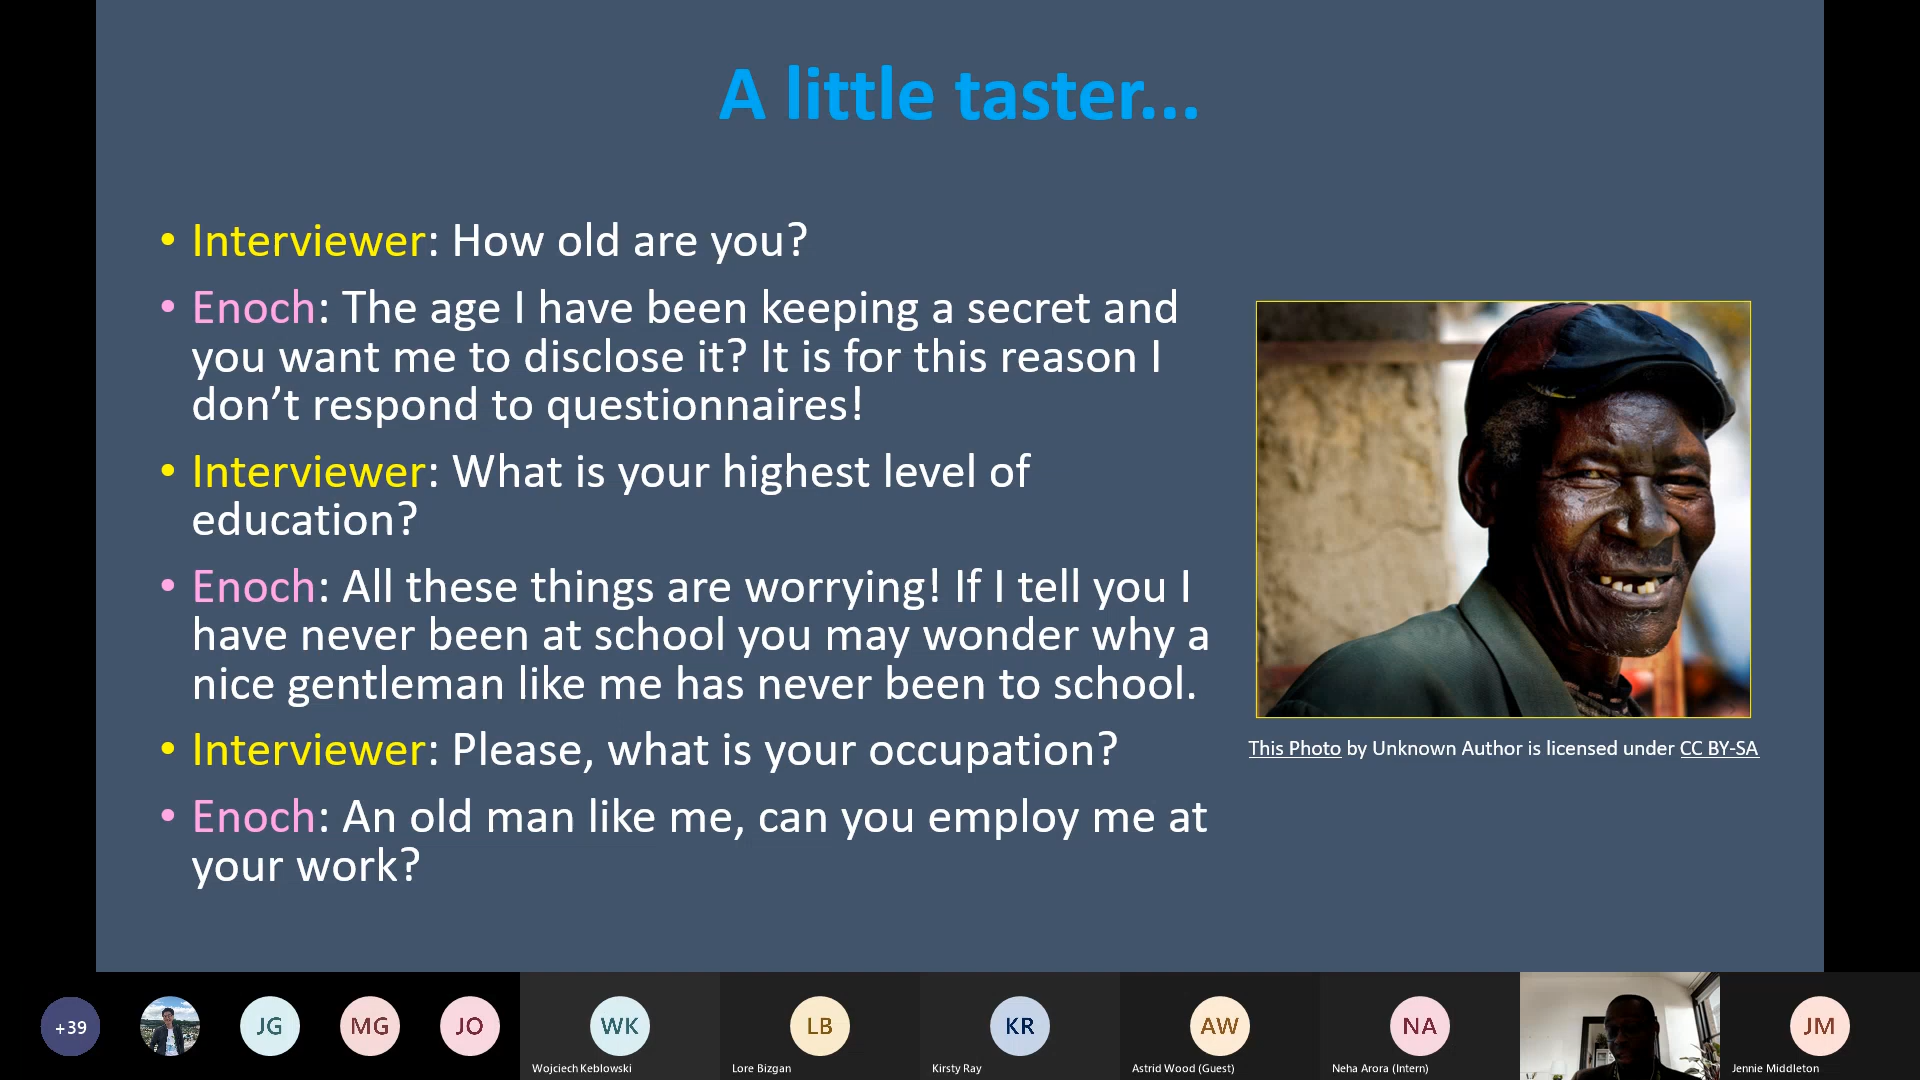 A little taster...
• Interviewer: How old are you?
• Enoch: The age I have been keeping a secret and
you want me to disclose it? It is for this reason I
don’t respond to questionnaires!
• Interviewer: What is your highest level of
education?
• Enoch: All these things are worrying! If I tell you I
have never been at school you may wonder why a
nice gentleman like me has never been to school.
• Interviewer: Please, what is your occupation?
• Enoch: An old man like me, can you employ me at
your work?
This Photo by Unknown Author is licensed under CC BY-SA
+39
JG
MG
JO
WK
Wojciech Keblowski
LB
Lore Bizgan
KR
Kirsty Ray
AW
Astrid Wood (Guest)
NA
Neha Arora (Intern)
JM
Jennie Middleton